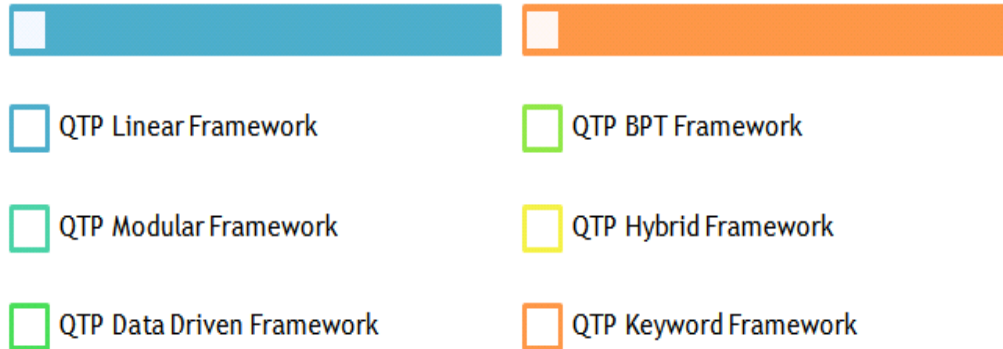 QTP Linear Framework
QTP BPT Framework
QTP Modular Framework
QTP Hybrid Framework
QTP Data Driven Framework
QTP Keyword Framework